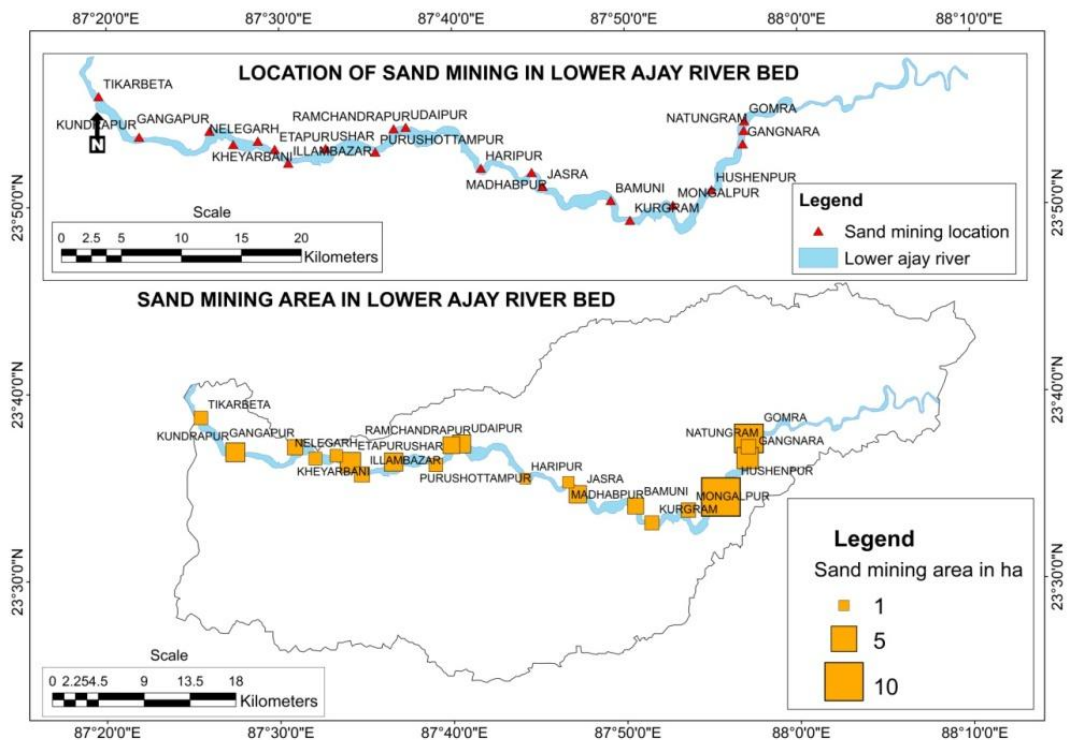 87°20'0"E 87°30'0"E 87°40'0"E 87°50'0"E 88°0'0"E 88°10'0"E
LOCATION OF SAND MINING IN LOWER AJAY RIVER BED
TIKARBETA
KUNDRAPUR
GANGAPUR
NELEGARH
KHEYARBANI
ETAPUR
USHAR
ILLAMBAZAR
RAMCHANDRAPUR
UDAIPUR
PURUSHOTTAMPUR
HARIPUR
MADHABPUR
JASRA
BAMUNI
KURGRAM
MONGALPUR
HUSHENPUR
NATUNGRAM
GOMRA
GANGNARA
N
Scale
0 2.5 5 10 15 20
Kilometers
Legend
Sand mining location
Lower ajay river
23°50'0"N
23°50'0"N
SAND MINING AREA IN LOWER AJAY RIVER BED
23°40'0"N
23°40'0"N
TIKARBETA
KUNDRAPUR
GANGAPUR
NELEGARH
KHEYARBANI
ETAPUR
USHAR
ILLAMBAZAR
RAMCHANDRAPUR
UDAIPUR
PURUSHOTTAMPUR
HARIPUR
JASRA
MADHABPUR
BAMUNI
KURGRAM
MONGALPUR
HUSHENPUR
NATUNGRAM
GOMRA
GANGNARA
23°30'0"N
23°30'0"N
Legend
Sand mining area in ha
1
5
10
Scale
0 2.25 4.5 9 13.5 18
Kilometers
87°20'0"E 87°30'0"E 87°40'0"E 87°50'0"E 88°0'0"E 88°10'0"E